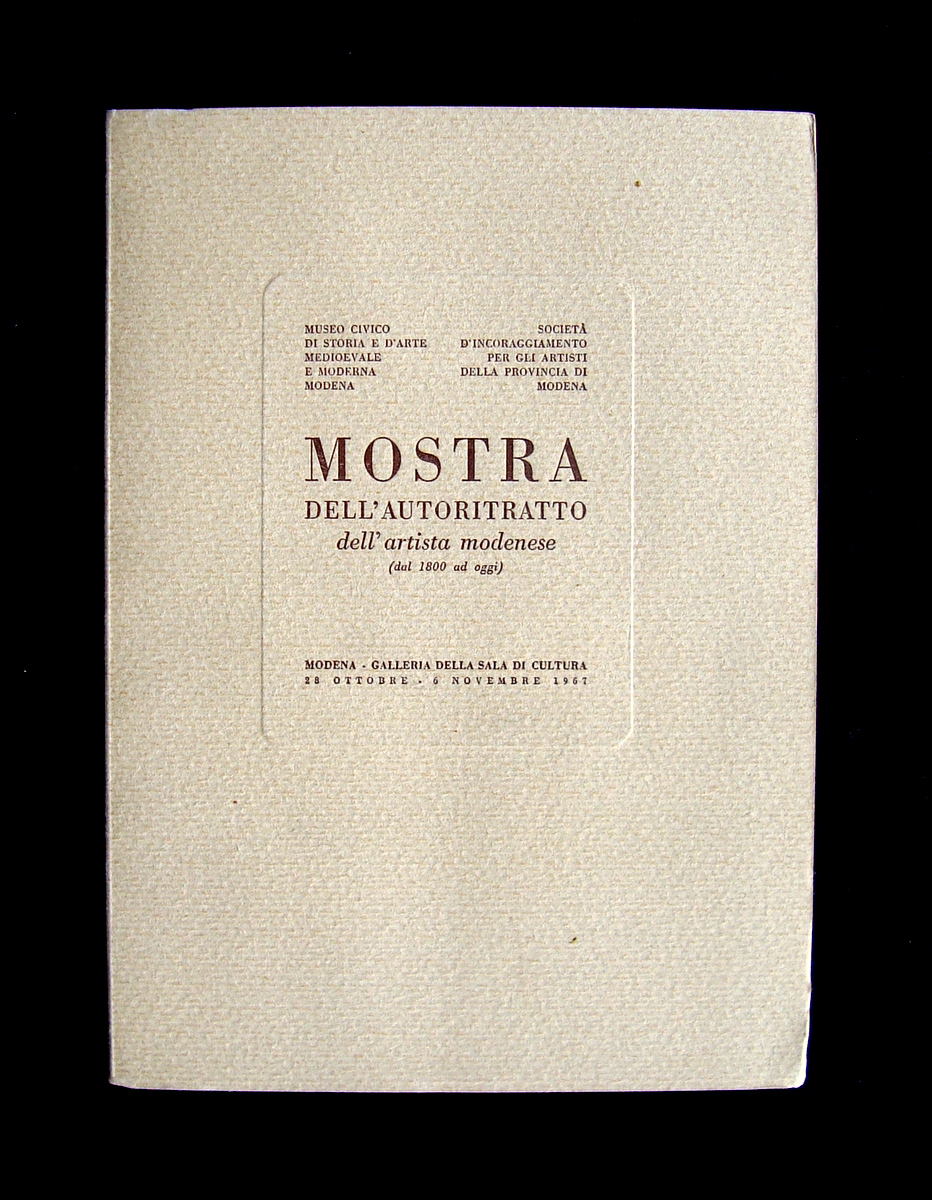 MUSEO CIVICO
DI STORIA E D'ARTE
MEDIOEVALE
E MODERNA
MODENA
SOCIETÀ
D'INCORAGGIAMENTO
PER GLI ARTISTI
DELLA PROVINCIA DI
MODENA
MOSTRA
DELL'AUTORITRATTO
dell'artista modenese
(dal 1800 ad oggi)
MODENA - GALLERIA DELLA SALA DI CULTURA
28 OTTOBRE - 6 NOVEMBRE 1967